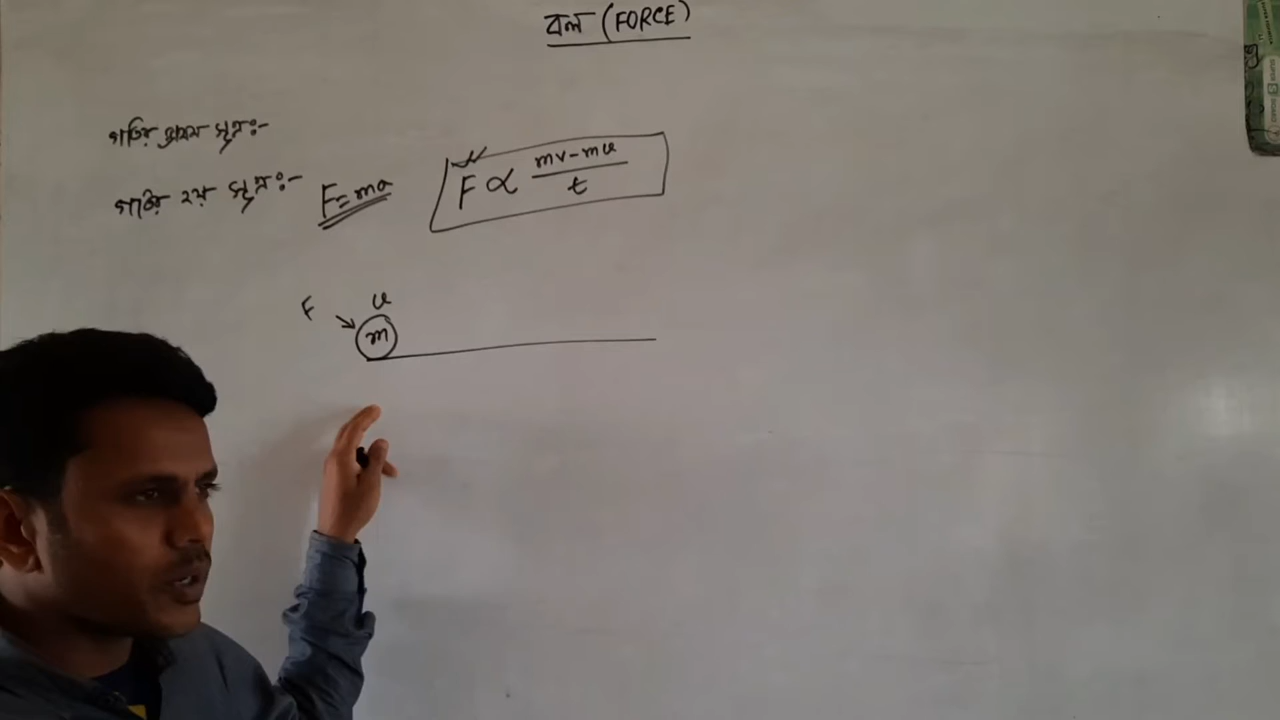 বল (FORCE)
গতির প্রথম সূত্রঃ-
গতির ২য় সূত্রঃ- F=ma F ∝ (mv-mu)/t
F u
m